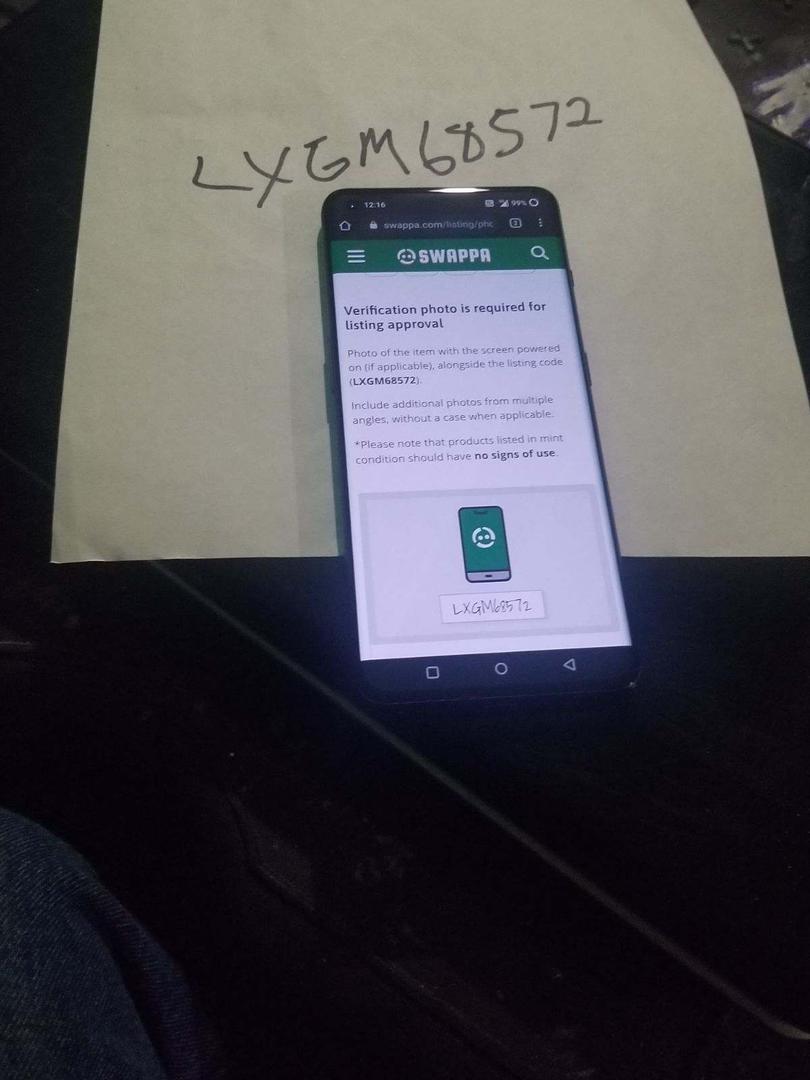 LXGM68572
12:16
99%
swappa.com/listing/phc
2
SWAPPA
Verification photo is required for
listing approval
Photo of the item with the screen powered
on (if applicable), alongside the listing code
(LXGM68572).
Include additional photos from multiple
angles, without a case when applicable.
*Please note that products listed in mint
condition should have no signs of use.
LXGM68572